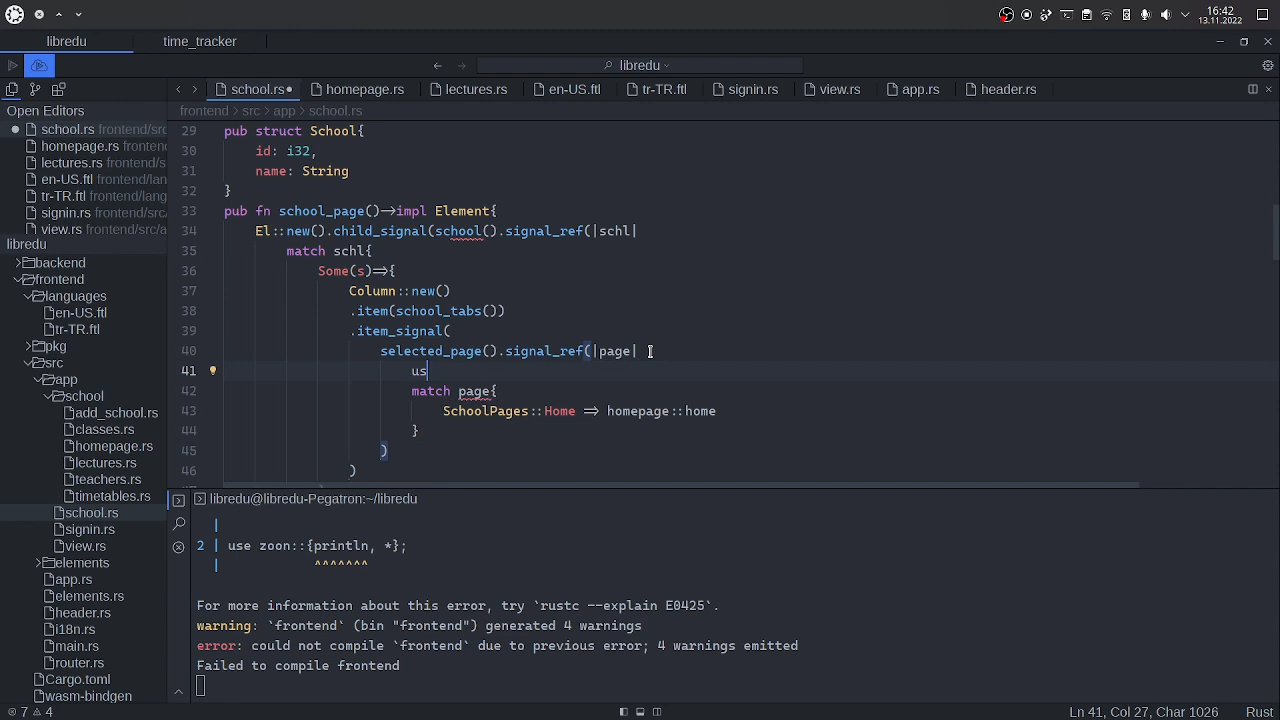 16:42
13.11.2022
libredu
time_tracker
libredu
school.rs
homepage.rs
lectures.rs
en-US.ftl
tr-TR.ftl
signin.rs
view.rs
app.rs
header.rs
Open Editors
school.rs frontend/src
homepage.rs frontend/s
lectures.rs frontend/s
en-US.ftl frontend/lan
tr-TR.ftl frontend/lang
signin.rs frontend/src/
view.rs frontend/src/a
libredu
backend
frontend
languages
en-US.ftl
tr-TR.ftl
pkg
src
app
school
add_school.rs
classes.rs
homepage.rs
lectures.rs
teachers.rs
timetables.rs
school.rs
signin.rs
view.rs
elements
app.rs
elements.rs
header.rs
i18n.rs
main.rs
router.rs
Cargo.toml
wasm-bindgen
frontend > src > app > school.rs
29 pub struct School{
30 id: i32,
31 name: String
32 }
33 pub fn school_page()=>impl Element{
34 El::new().child_signal(school().signal_ref(|schl|
35 match schl{
36 Some(s)=>{
37 Column::new()
38 .item(school_tabs())
39 .item_signal(
40 selected_page().signal_ref(|page|
41 us
42 match page{
43 SchoolPages::Home => homepage::home
44 }
45 )
46 )
libredu@libredu-Pegatron:~/libredu
|
2 | use zoon::{println, *};
| ^^^^^^^
For more information about this error, try `rustc --explain E0425`.
warning: `frontend` (bin "frontend") generated 4 warnings
error: could not compile `frontend` due to previous error; 4 warnings emitted
Failed to compile frontend
7 4
Ln 41, Col 27, Char 1026
Rust